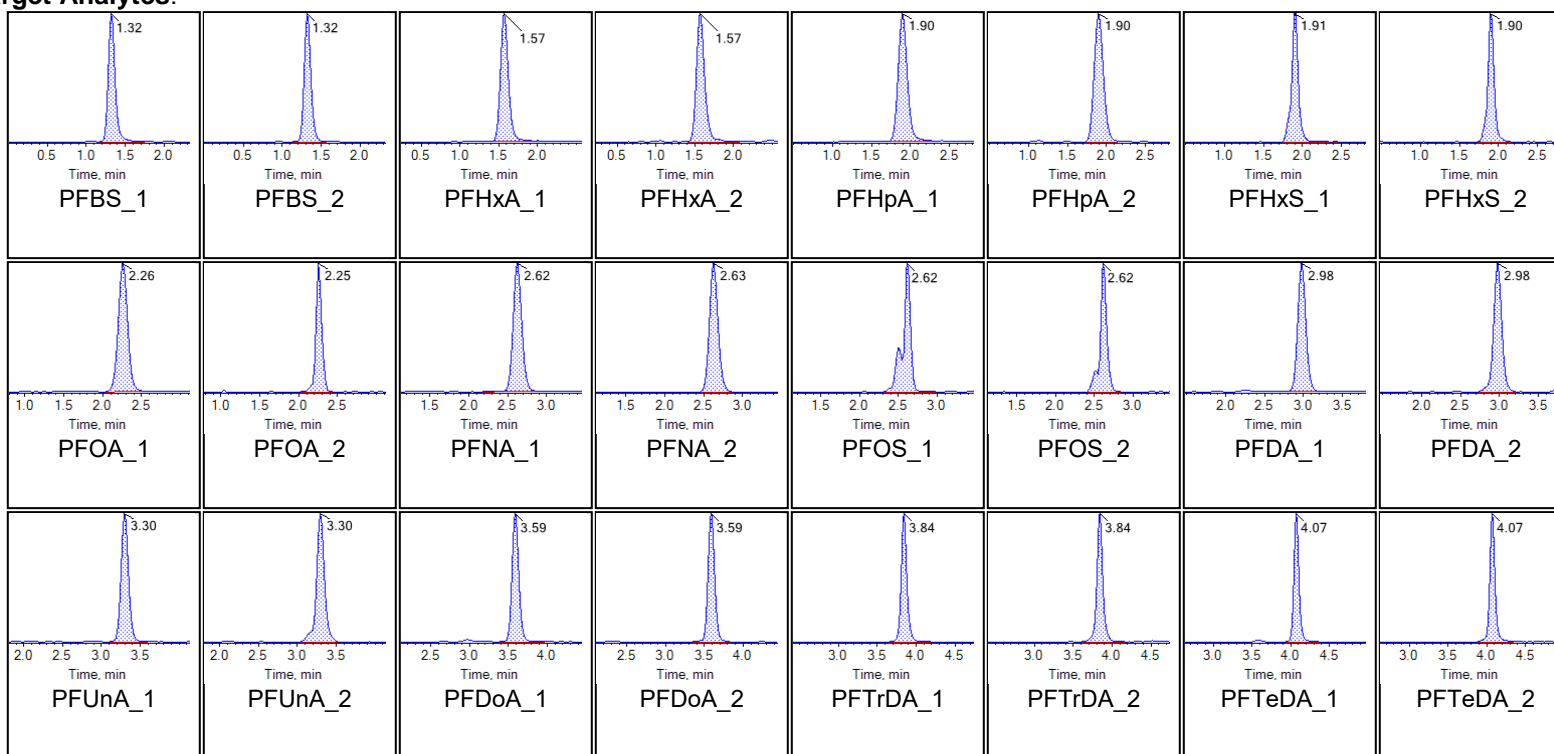 rget Analytes:
1.32 1.32 1.57 1.57 1.90 1.90 1.91 1.90
0.5 1.0 1.5 2.0 0.5 1.0 1.5 2.0 0.5 1.0 1.5 2.0 0.5 1.0 1.5 2.0 1.0 1.5 2.0 2.5 1.0 1.5 2.0 2.5 1.0 1.5 2.0 2.5 1.0 1.5 2.0 2.5
Time, min Time, min Time, min Time, min Time, min Time, min Time, min Time, min
PFBS_1 PFBS_2 PFHxA_1 PFHxA_2 PFHpA_1 PFHpA_2 PFHxS_1 PFHxS_2
2.26 2.25 2.62 2.63 2.62 2.62 2.98 2.98
1.0 1.5 2.0 2.5 1.0 1.5 2.0 2.5 1.5 2.0 2.5 3.0 1.5 2.0 2.5 3.0 1.5 2.0 2.5 3.0 1.5 2.0 2.5 3.0 2.0 2.5 3.0 3.5 2.0 2.5 3.0 3.5
Time, min Time, min Time, min Time, min Time, min Time, min Time, min Time, min
PFOA_1 PFOA_2 PFNA_1 PFNA_2 PFOS_1 PFOS_2 PFDA_1 PFDA_2
3.30 3.30 3.59 3.59 3.84 3.84 4.07 4.07
2.0 2.5 3.0 3.5 2.0 2.5 3.0 3.5 2.5 3.0 3.5 4.0 2.5 3.0 3.5 4.0 3.0 3.5 4.0 4.5 3.0 3.5 4.0 4.5 3.0 3.5 4.0 4.5 3.0 3.5 4.0 4.5
Time, min Time, min Time, min Time, min Time, min Time, min Time, min Time, min
PFUnA_1 PFUnA_2 PFDoA_1 PFDoA_2 PFTrDA_1 PFTrDA_2 PFTeDA_1 PFTeDA_2